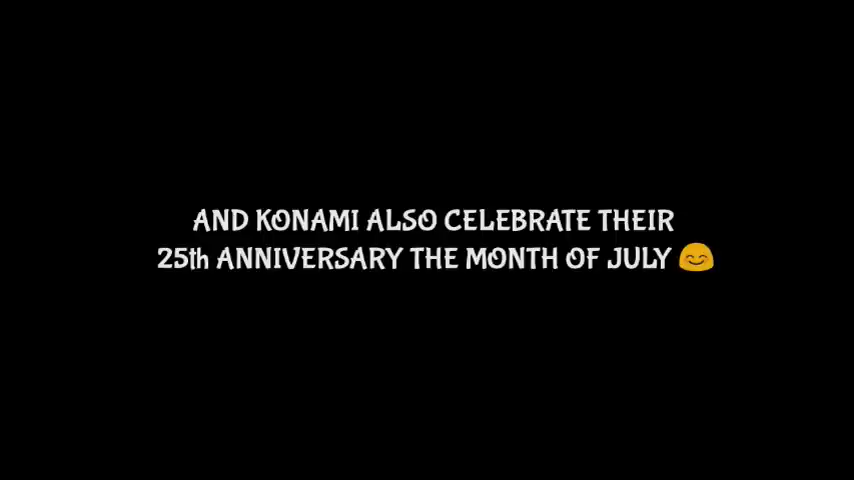 AND KONAMI ALSO CELEBRATE THEIR
25th ANNIVERSARY THE MONTH OF JULY 😊